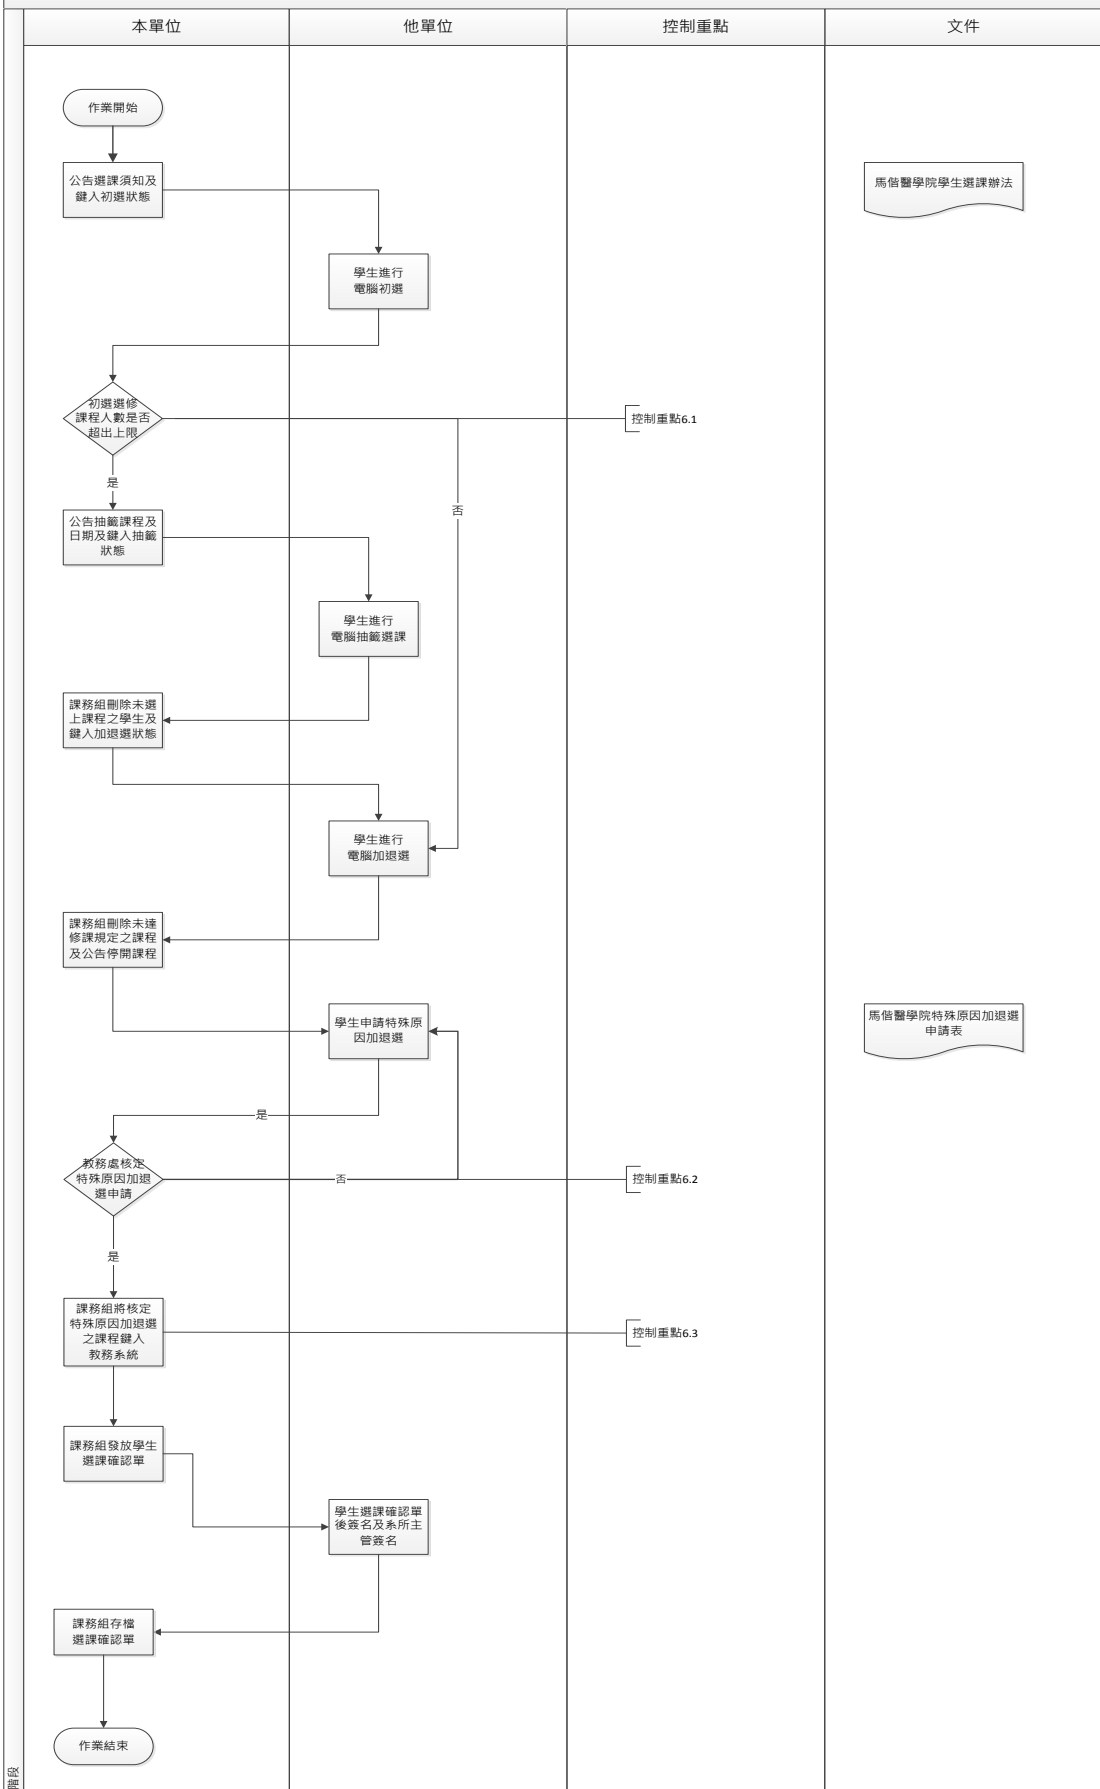 本單位
他單位
控制重點
文件
作業開始
公告選課須知及
鍵入初選狀態
馬偕醫學院學生選課辦法
學生進行
電腦初選
初選選修
課程人數是否
超出上限
控制重點6.1
是
否
公告抽籤課程及
日期及鍵入抽籤
狀態
學生進行
電腦抽籤選課
課務組刪除未選
上課程之學生及
鍵入加退選狀態
學生進行
電腦加退選
課務組刪除未達
修課規定之課程
及公告停開課程
學生申請特殊原
因加退選
馬偕醫學院特殊原因加退選
申請表
是
教務處核定
特殊原因加退
選申請
否
控制重點6.2
是
課務組將核定
特殊原因加退選
之課程鍵入
教務系統
控制重點6.3
課務組發放學生
選課確認單
學生選課確認單
後簽名及系所主
管簽名
課務組存檔
選課確認單
作業結束
階段